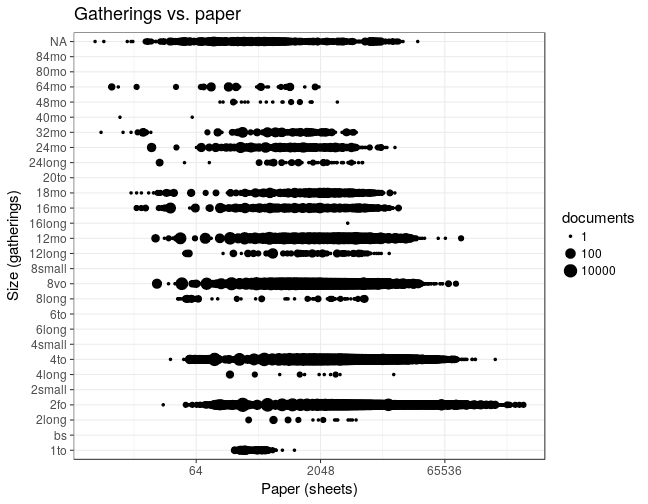 Gatherings vs. paper
NA
84mo
80mo
64mo
48mo
40mo
32mo
24mo
24long
20to
18mo
16mo
16long
12mo
12long
8small
8vo
8long
6to
6long
4small
4to
4long
2small
2fo
2long
bs
1to
Size (gatherings)
64
2048
65536
Paper (sheets)
documents
1
100
10000